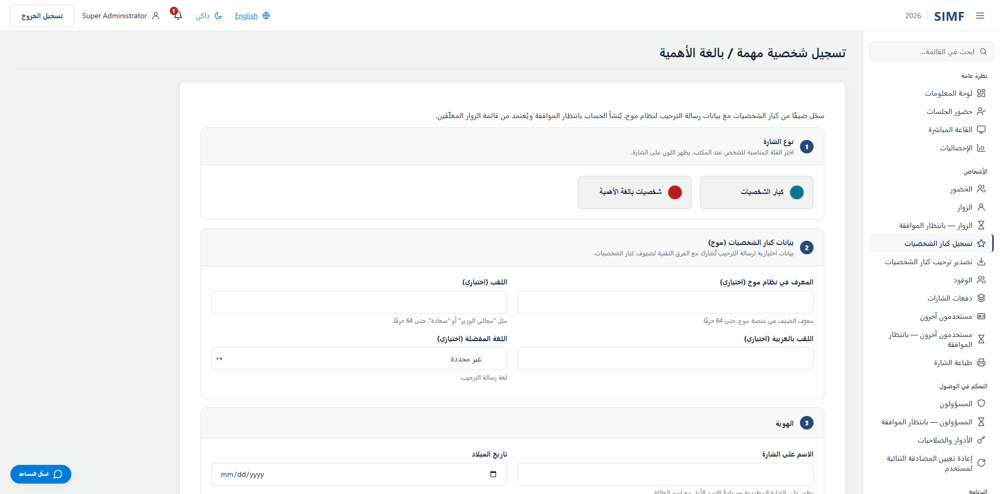 SIMF
2026
English
داكن
1
Super Administrator
تسجيل الخروج
ابحث في القائمة...
نظرة عامة
لوحة المعلومات
حضور الجلسات
القاعة المباشرة
الإحصائيات
الأشخاص
الحضور
الزوار
الزوار — بانتظار الموافقة
تسجيل كبار الشخصيات
تصدير ترحيب كبار الشخصيات
الوفود
دفعات الشارات
مستخدمون آخرون
مستخدمون آخرون — بانتظار
الموافقة
طباعة الشارة
التحكم في الوصول
المسؤولون
المسؤولون — بانتظار الموافقة
الأدوار والصلاحيات
إعادة تعيين المصادقة الثنائية
لمستخدم
البرنامج
تسجيل شخصية مهمة / بالغة الأهمية
سجّل ضيفًا من كبار الشخصيات مع بيانات رسالة الترحيب لنظام موج. يُنشأ الحساب بانتظار الموافقة ويُعتمد من قائمة الزوار المعلّقين.
1
نوع الشارة
اختر الفئة المناسبة للشخص عند المكتب. يظهر اللون على الشارة.
كبار الشخصيات
شخصيات بالغة الأهمية
2
بيانات كبار الشخصيات (موج)
بيانات اختيارية لرسالة الترحيب تُشارك مع الفرق التقنية لضيوف كبار الشخصيات.
المعرف في نظام موج (اختياري)
معرّف الضيف في منصة موج. حتى 64 حرفًا.
اللقب (اختياري)
مثل "معالي الوزير" أو "سعادة". حتى 64 حرفًا.
اللقب بالعربية (اختياري)
اللغة المفضلة (اختياري)
غير محددة
لغة رسالة الترحيب.
3
الهوية
الاسم على الشارة
يظهر على الشارة المطبوعة — عادةً الاسم الأول مع اسم العائلة.
تاريخ الميلاد
mm/dd/yyyy
اسأل المساعد